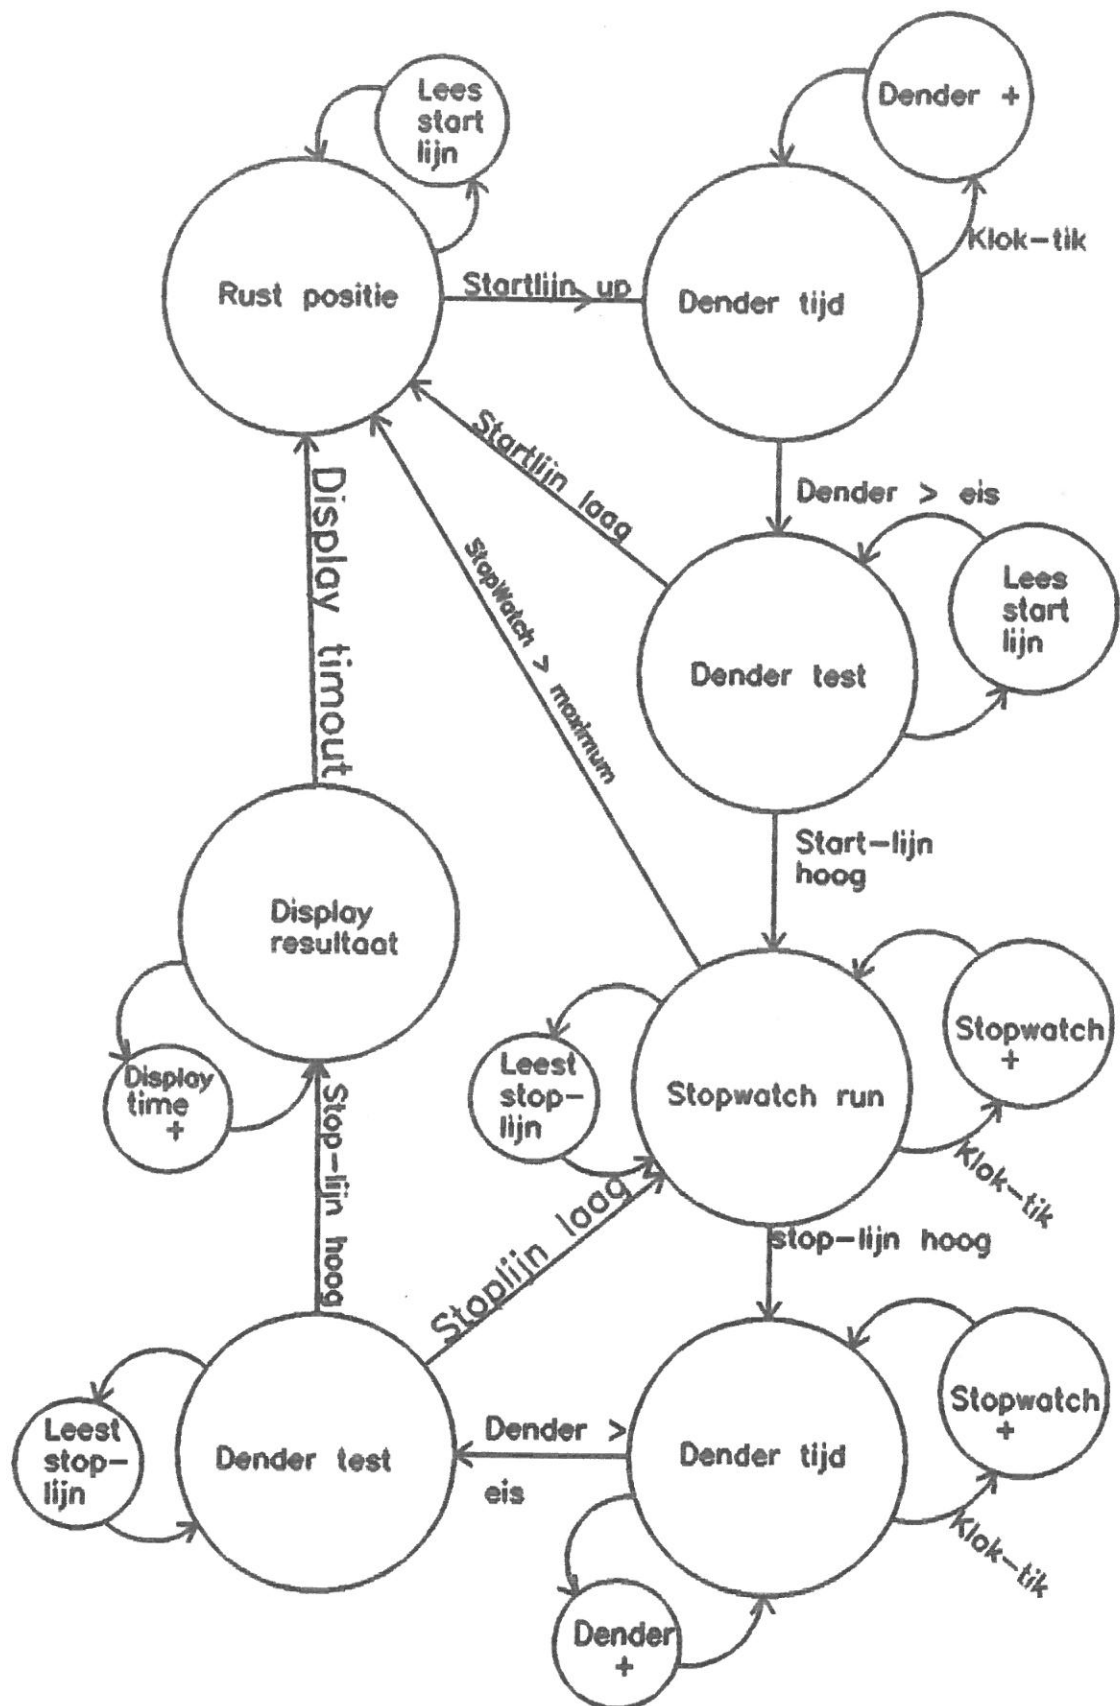 Lees
start
lijn
Dender +
Klok-tik
Rust positie
Startlijn up
Dender tijd
Startlijn laag
Dender > eis
Lees
start
lijn
Display timout
StopWatch > maximum
Dender test
Start-lijn
hoog
Display
resultaat
Stopwatch
+
Leest
stop-
lijn
Stopwatch run
Display
time
+
Klok-tik
Stop-lijn hoog
Stoplijn laag
stop-lijn hoog
Stopwatch
+
Leest
stop-
lijn
Dender test
Dender >
eis
Dender tijd
Klok-tik
Dender
+